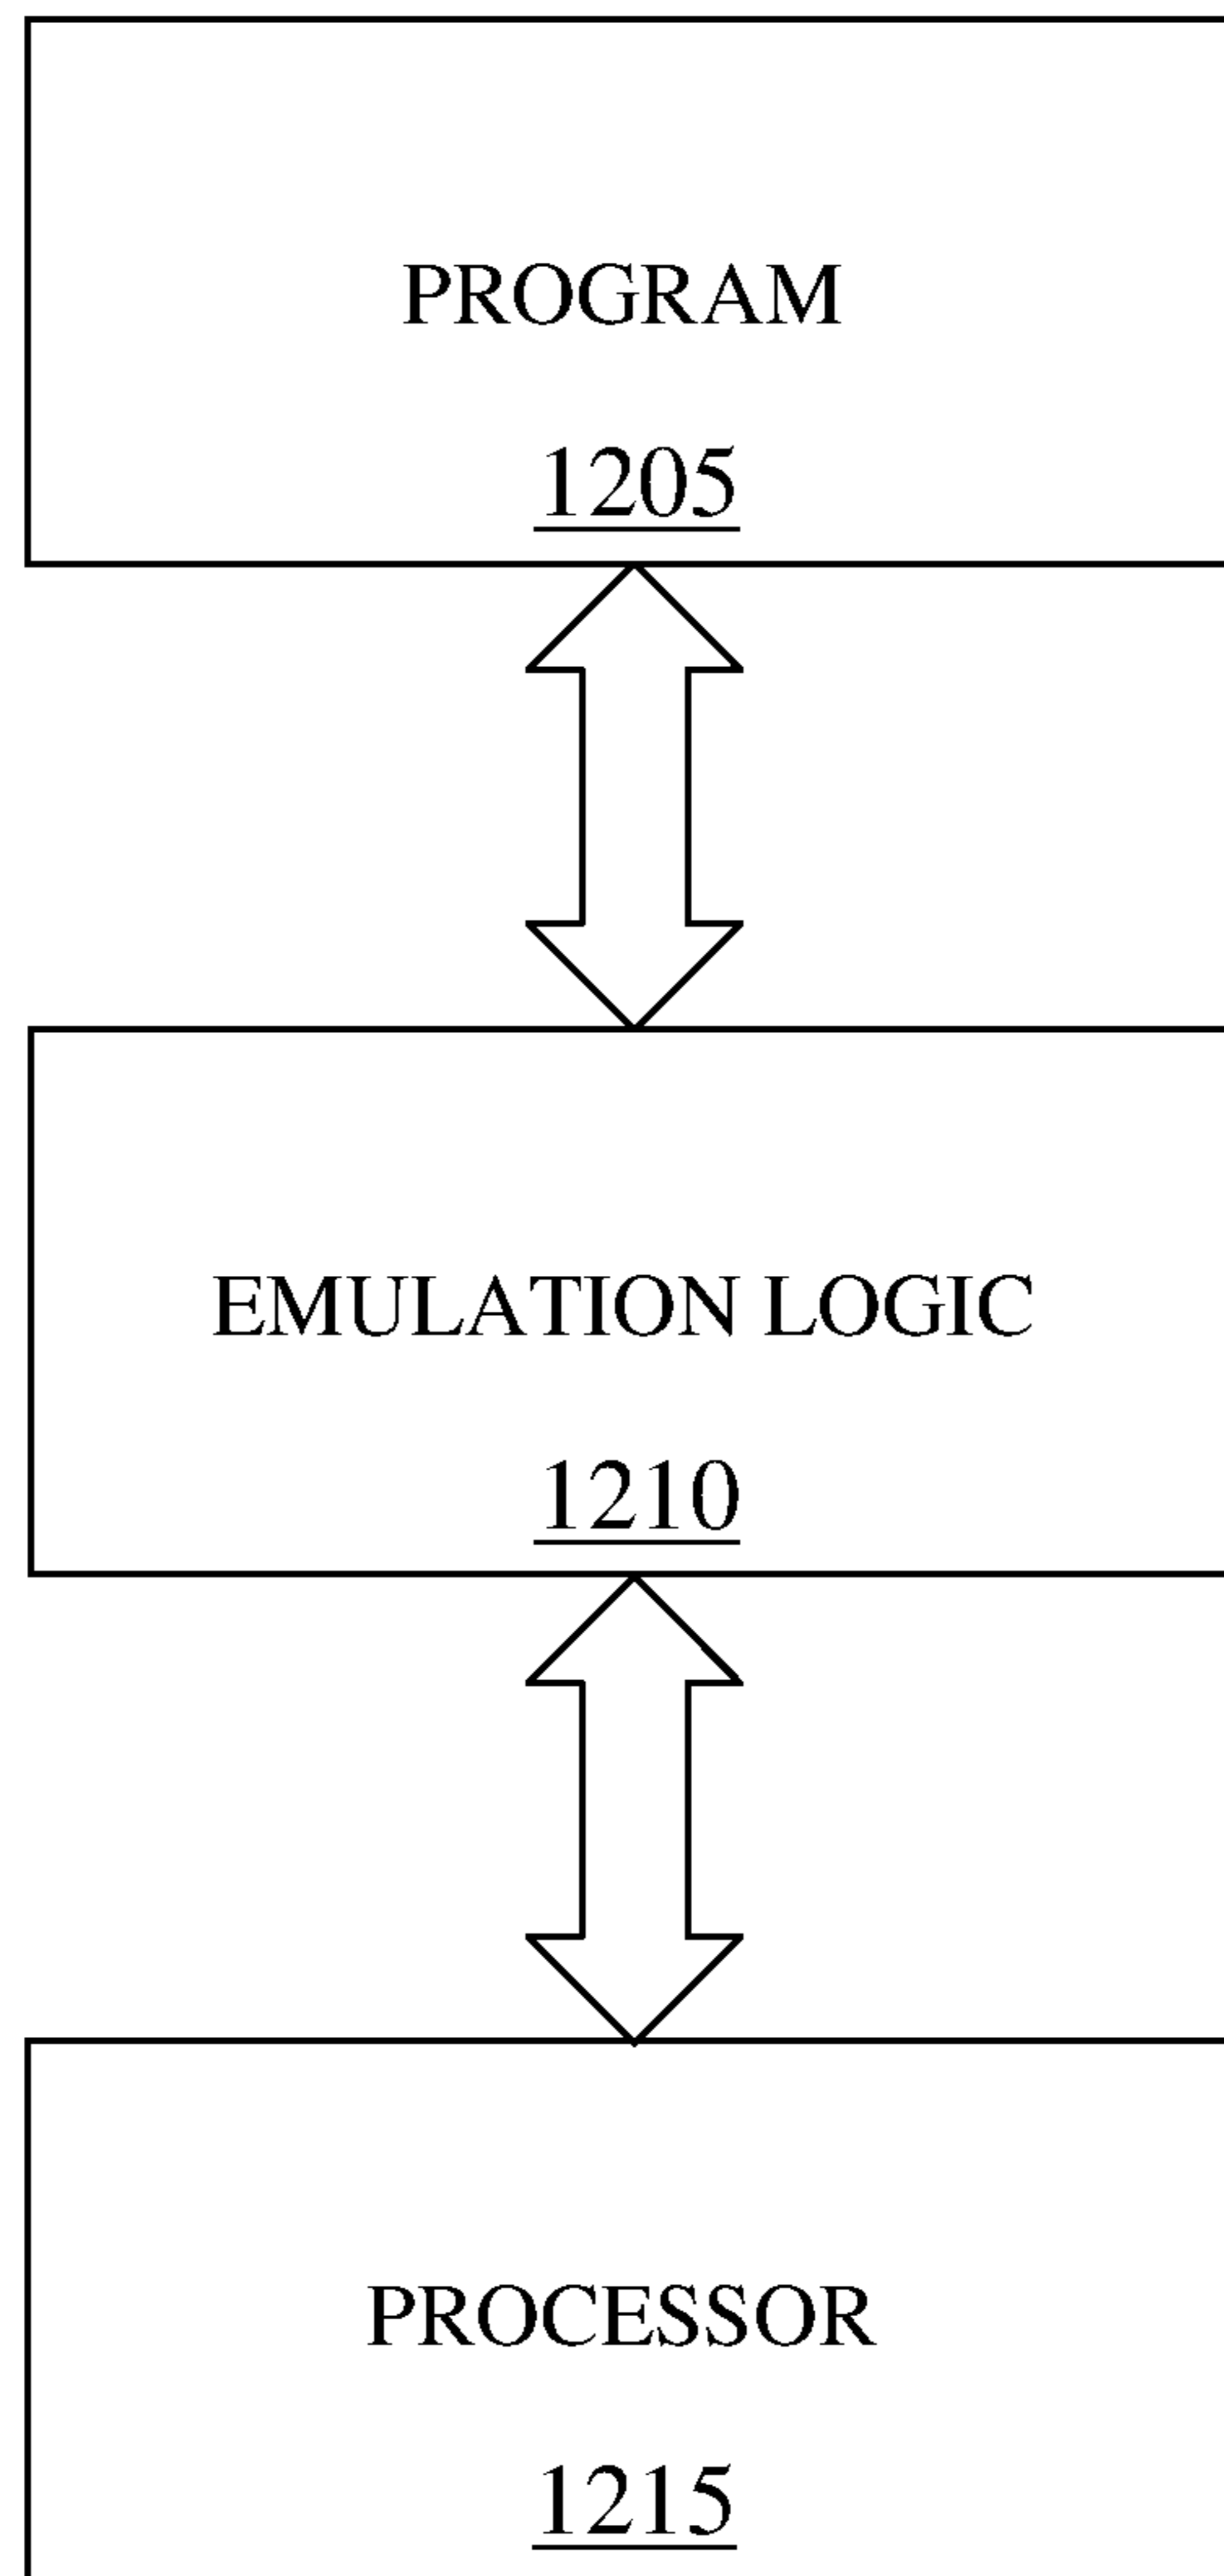 PROGRAM
1205
EMULATION LOGIC
1210
PROCESSOR
1215